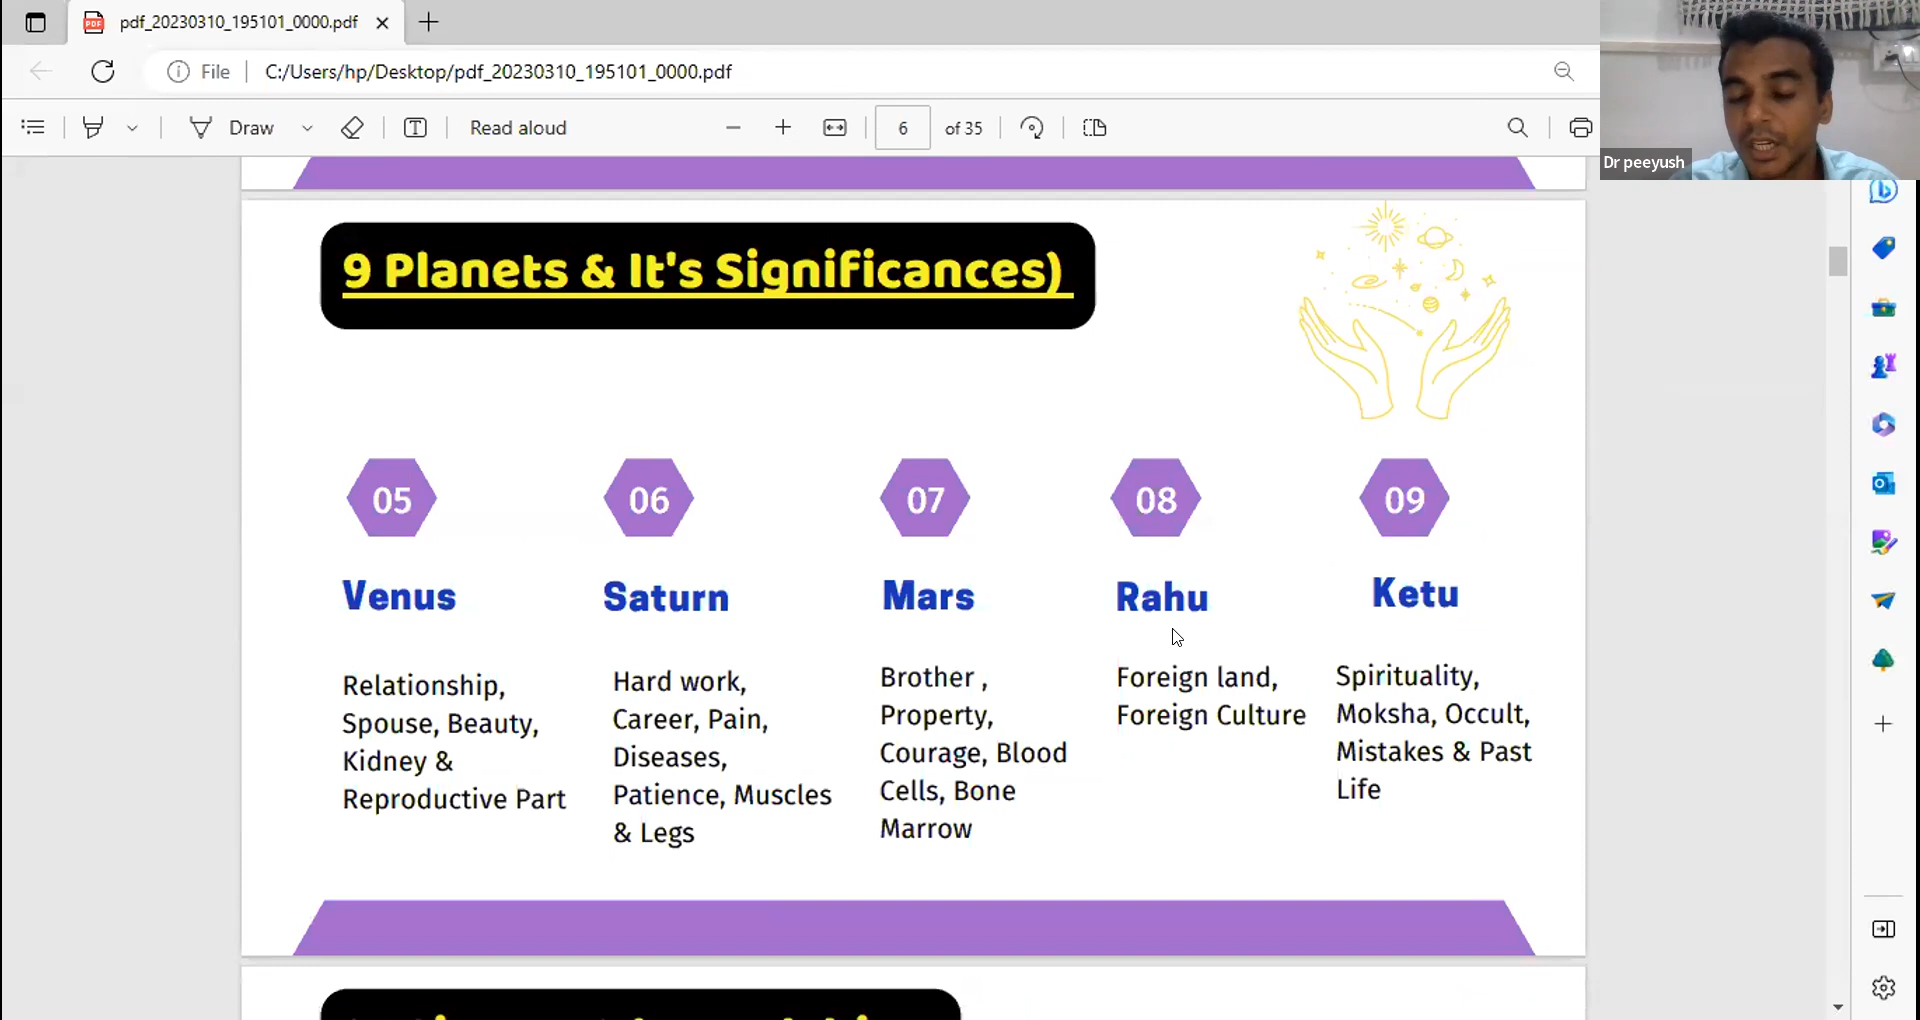 pdf_20230310_195101_0000.pdf
File
C:/Users/hp/Desktop/pdf_20230310_195101_0000.pdf
Draw
Read aloud
6 of 35
Dr peeyush
9 Planets & It's Significances)
05
Venus
Relationship,
Spouse, Beauty,
Kidney &
Reproductive Part
06
Saturn
Hard work,
Career, Pain,
Diseases,
Patience, Muscles
& Legs
07
Mars
Brother ,
Property,
Courage, Blood
Cells, Bone
Marrow
08
Rahu
Foreign land,
Foreign Culture
09
Ketu
Spirituality,
Moksha, Occult,
Mistakes & Past
Life